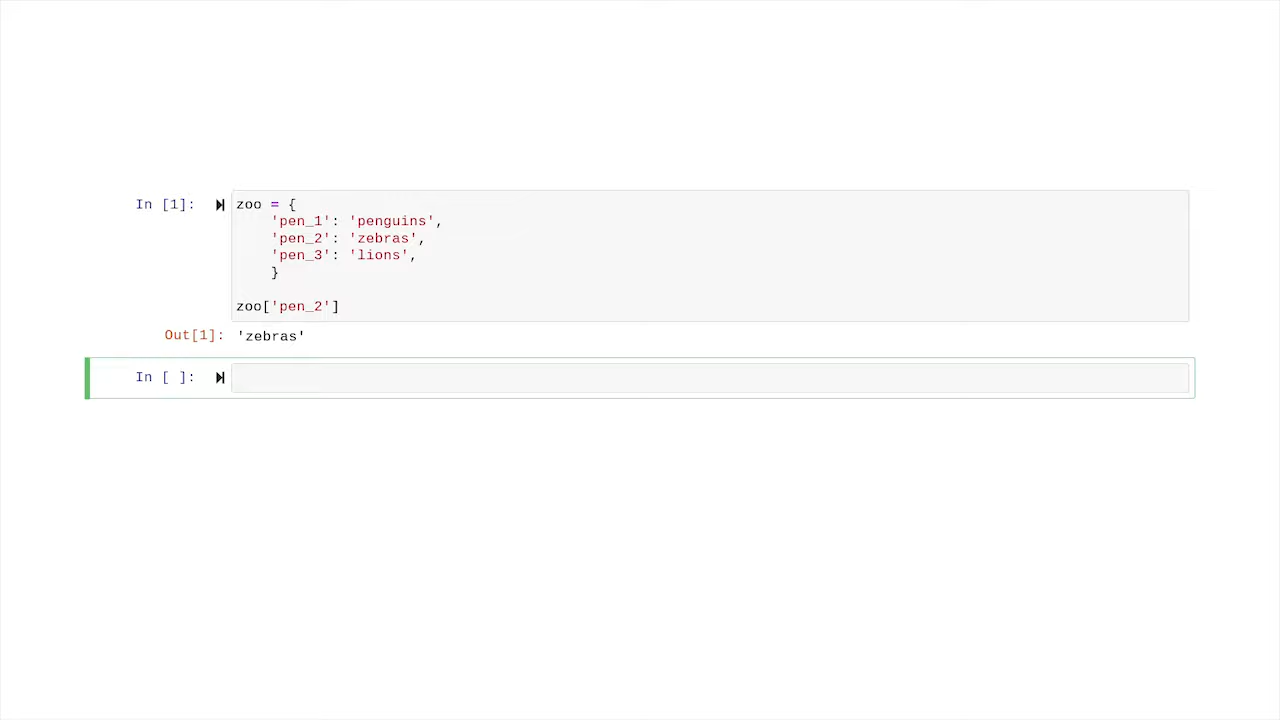 In [1]: zoo = {
    'pen_1': 'penguins',
    'pen_2': 'zebras',
    'pen_3': 'lions',
    }
zoo['pen_2']
Out[1]: 'zebras'
In [ ]: